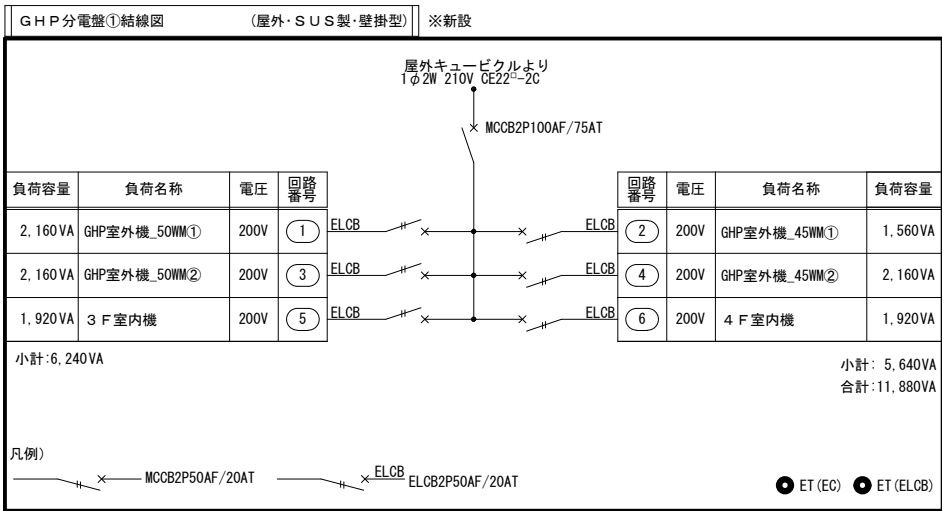 GHP分電盤①結線図 (屋外・SUS製・壁掛型) ※新設
屋外キュービクルより
1φ2W 210V CE22□-2C
MCCB2P100AF/75AT
負荷容量 負荷名称 電圧 回路番号 回路番号 電圧 負荷名称 負荷容量
2,160VA GHP室外機_50WM① 200V 1 ELCB ELCB 2 200V GHP室外機_45WM① 1,560VA
2,160VA GHP室外機_50WM② 200V 3 ELCB ELCB 4 200V GHP室外機_45WM② 2,160VA
1,920VA 3F室内機 200V 5 ELCB ELCB 6 200V 4F室内機 1,920VA
小計:6,240VA 小計: 5,640VA
合計:11,880VA
凡例)
MCCB2P50AF/20AT ELCB ELCB2P50AF/20AT ET(EC) ET(ELCB)